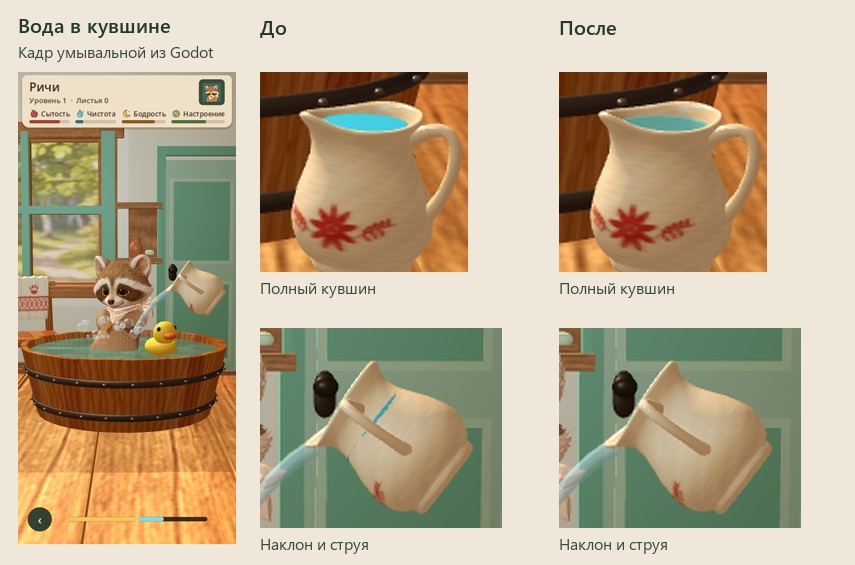 Вода в кувшине
Кадр умывальной из Godot
Ричи
Уровень 1 · Листья 0
Сытость Чистота Бодрость Настроение
До
После
Полный кувшин
Полный кувшин
Наклон и струя
Наклон и струя